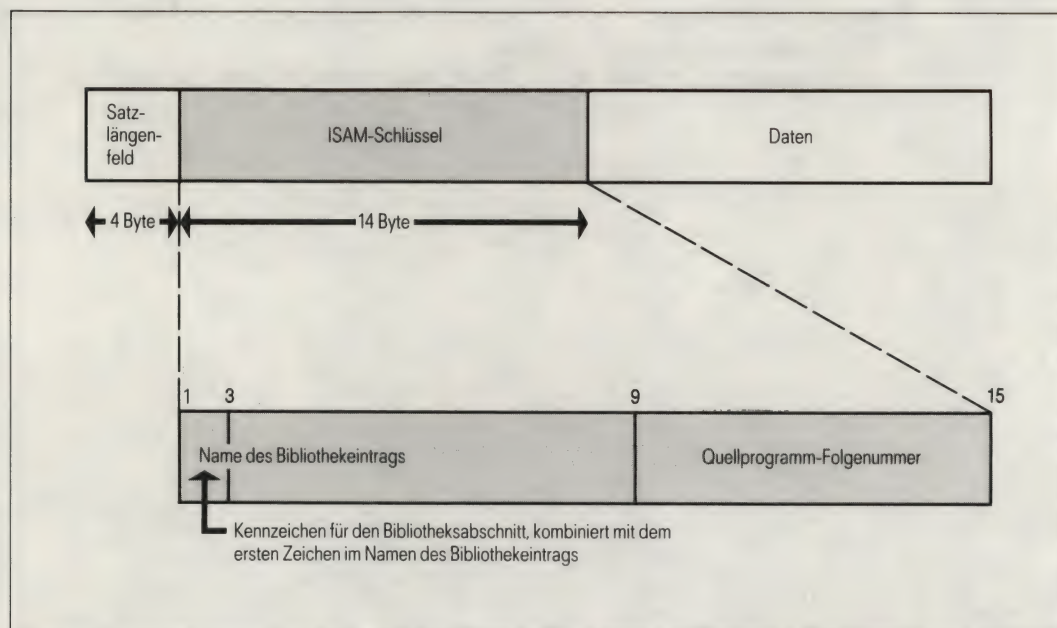 Satz-
längen-
feld
ISAM-Schlüssel
Daten
4 Byte
14 Byte
1 3 9 15
Name des Bibliothekeintrags
Quellprogramm-Folgenummer
Kennzeichen für den Bibliotheksabschnitt, kombiniert mit dem
ersten Zeichen im Namen des Bibliothekeintrags